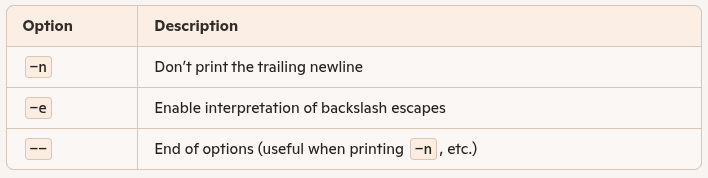 Option Description
-n Don't print the trailing newline
-e Enable interpretation of backslash escapes
-- End of options (useful when printing -n, etc.)